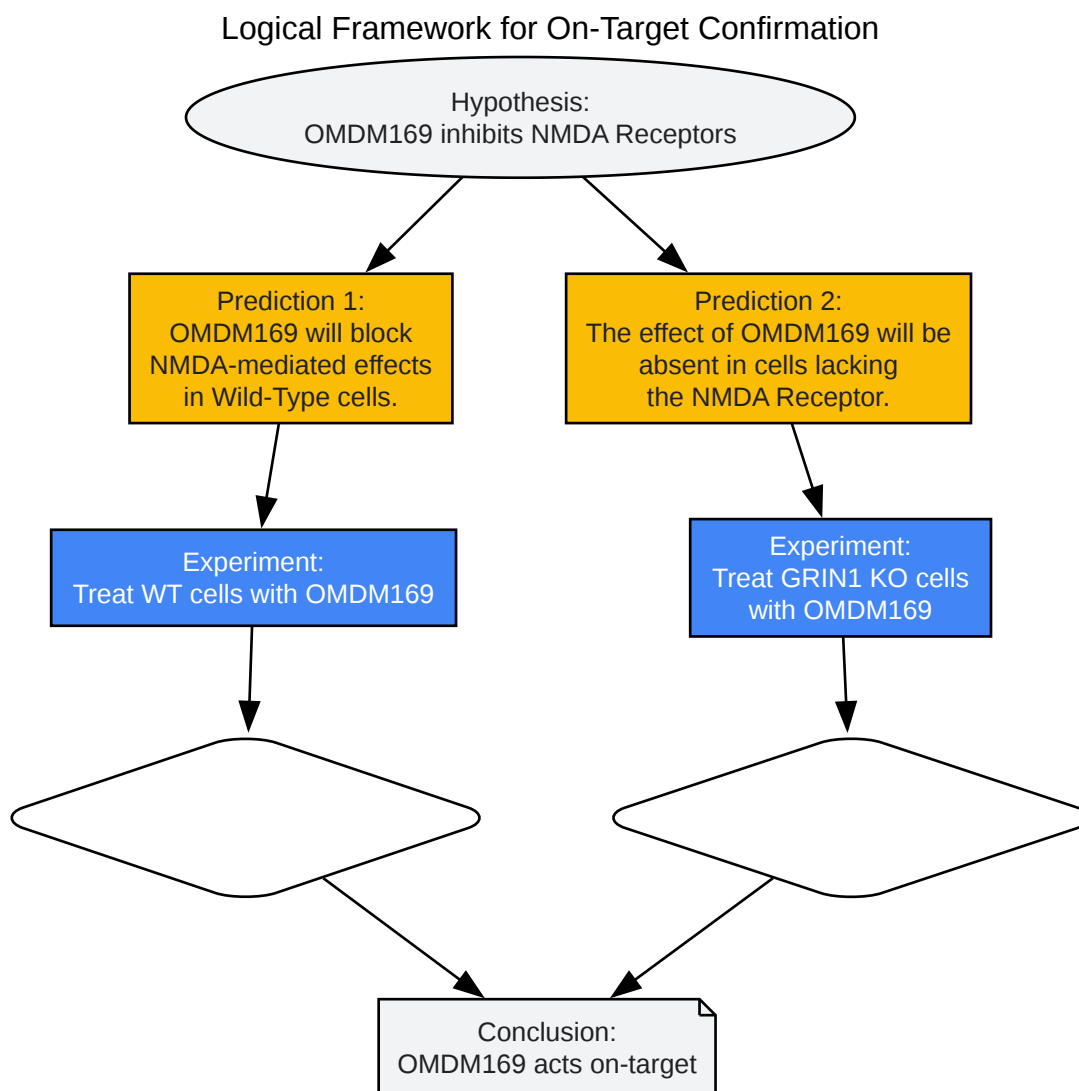 Logical Framework for On-Target Confirmation
Hypothesis:
OMDM169 inhibits NMDA Receptors
Prediction 1:
OMDM169 will block
NMDA-mediated effects
in Wild-Type cells.
Prediction 2:
The effect of OMDM169 will be
absent in cells lacking
the NMDA Receptor.
Experiment:
Treat WT cells with OMDM169
Experiment:
Treat GRIN1 KO cells
with OMDM169
Conclusion:
OMDM169 acts on-target